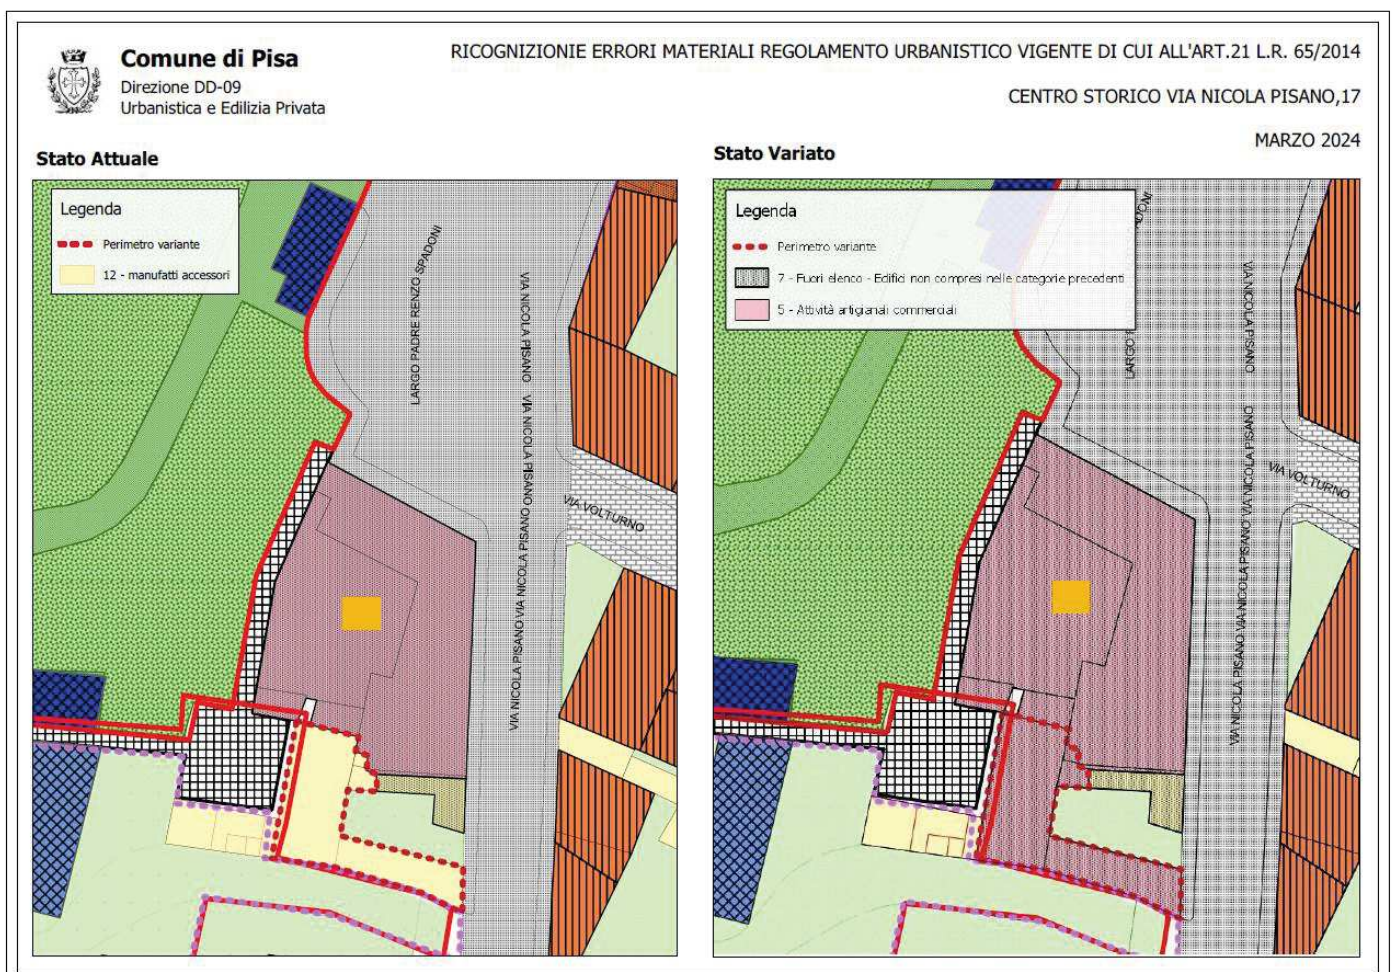 Comune di Pisa
Direzione DD-09
Urbanistica e Edilizia Privata
RICOGNIZIONIE ERRORI MATERIALI REGOLAMENTO URBANISTICO VIGENTE DI CUI ALL'ART.21 L.R. 65/2014
CENTRO STORICO VIA NICOLA PISANO,17
MARZO 2024
Stato Attuale
Legenda
Perimetro variante
12 - manufatti accessori
LARGO PADRE RENZO SPADONI
VIA NICOLA PISANO
VIA NICOLA PISANO
VIA NICOLA PISANO
VIA NICOLA PISANO
VIA VOLTURNO
Stato Variato
Legenda
Perimetro variante
7 - Fuori elenco - Edifici non compresi nelle categorie precedenti
5 - Attività artigianali commerciali
LARGO
VIA NICOLA PISANO
VIA NICOLA PISANO
VIA NICOLA PISANO
VIA NICOLA PISANO
VIA VOLTURNO